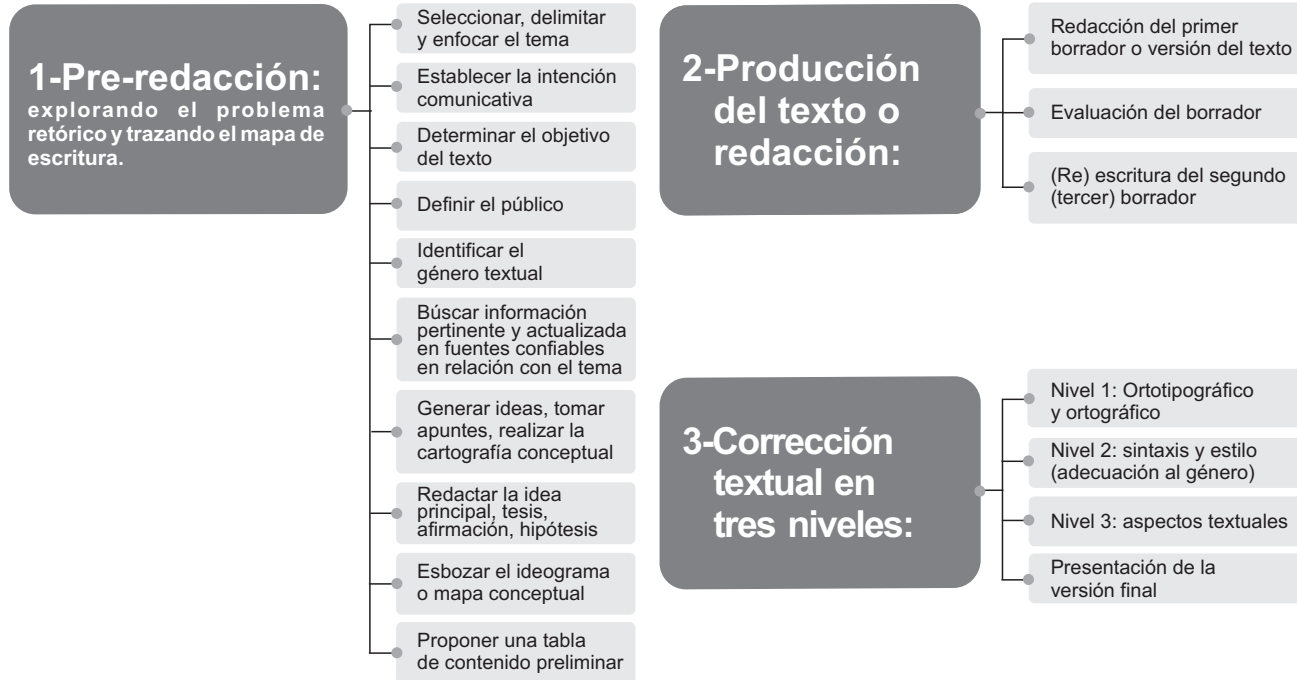 1-Pre-redacción:
explorando el problema
retórico y trazando el mapa de
escritura.
Seleccionar, delimitar
y enfocar el tema
Establecer la intención
comunicativa
Determinar el objetivo
del texto
Definir el público
Identificar el
género textual
Búscar información
pertinente y actualizada
en fuentes confiables
en relación con el tema
Generar ideas, tomar
apuntes, realizar la
cartografía conceptual
Redactar la idea
principal, tesis,
afirmación, hipótesis
Esbozar el ideograma
o mapa conceptual
Proponer una tabla
de contenido preliminar
2-Producción
del texto o
redacción:
Redacción del primer
borrador o versión del texto
Evaluación del borrador
(Re) escritura del segundo
(tercer) borrador
3-Corrección
textual en
tres niveles:
Nivel 1: Ortotipográfico
y ortográfico
Nivel 2: sintaxis y estilo
(adecuación al género)
Nivel 3: aspectos textuales
Presentación de la
versión final